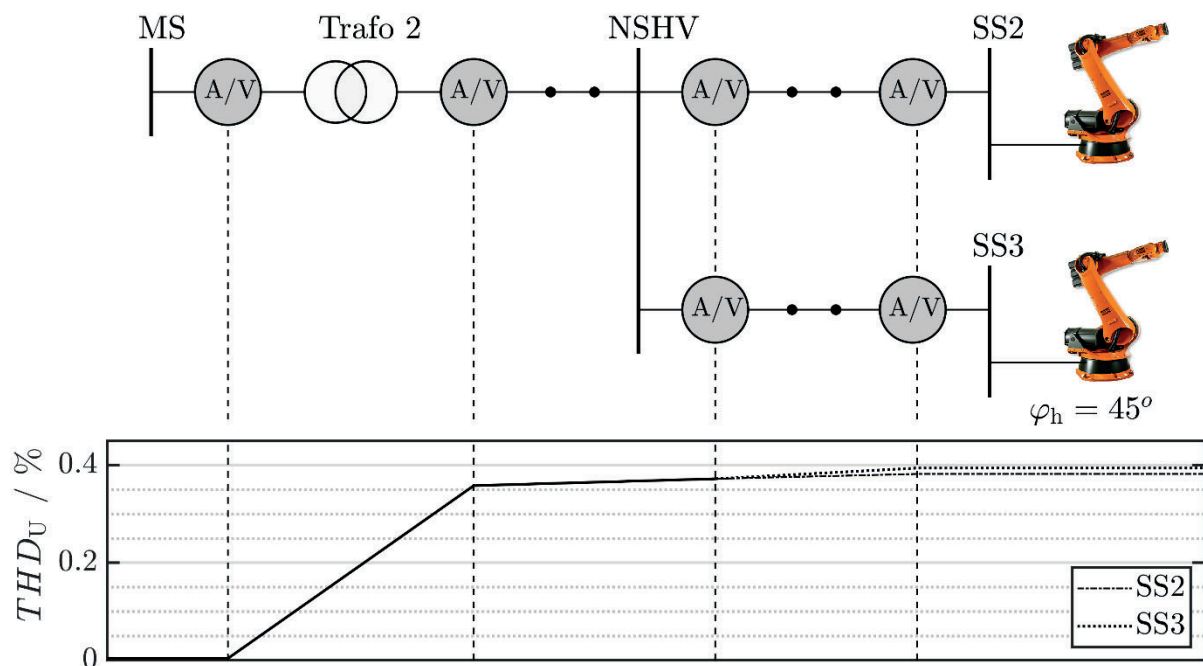 MS
Trafo 2
NSHV
SS2
A/V
A/V
A/V
A/V
SS3
A/V
A/V
φh = 45°
THDU / %
0.4
0.2
0
SS2
SS3